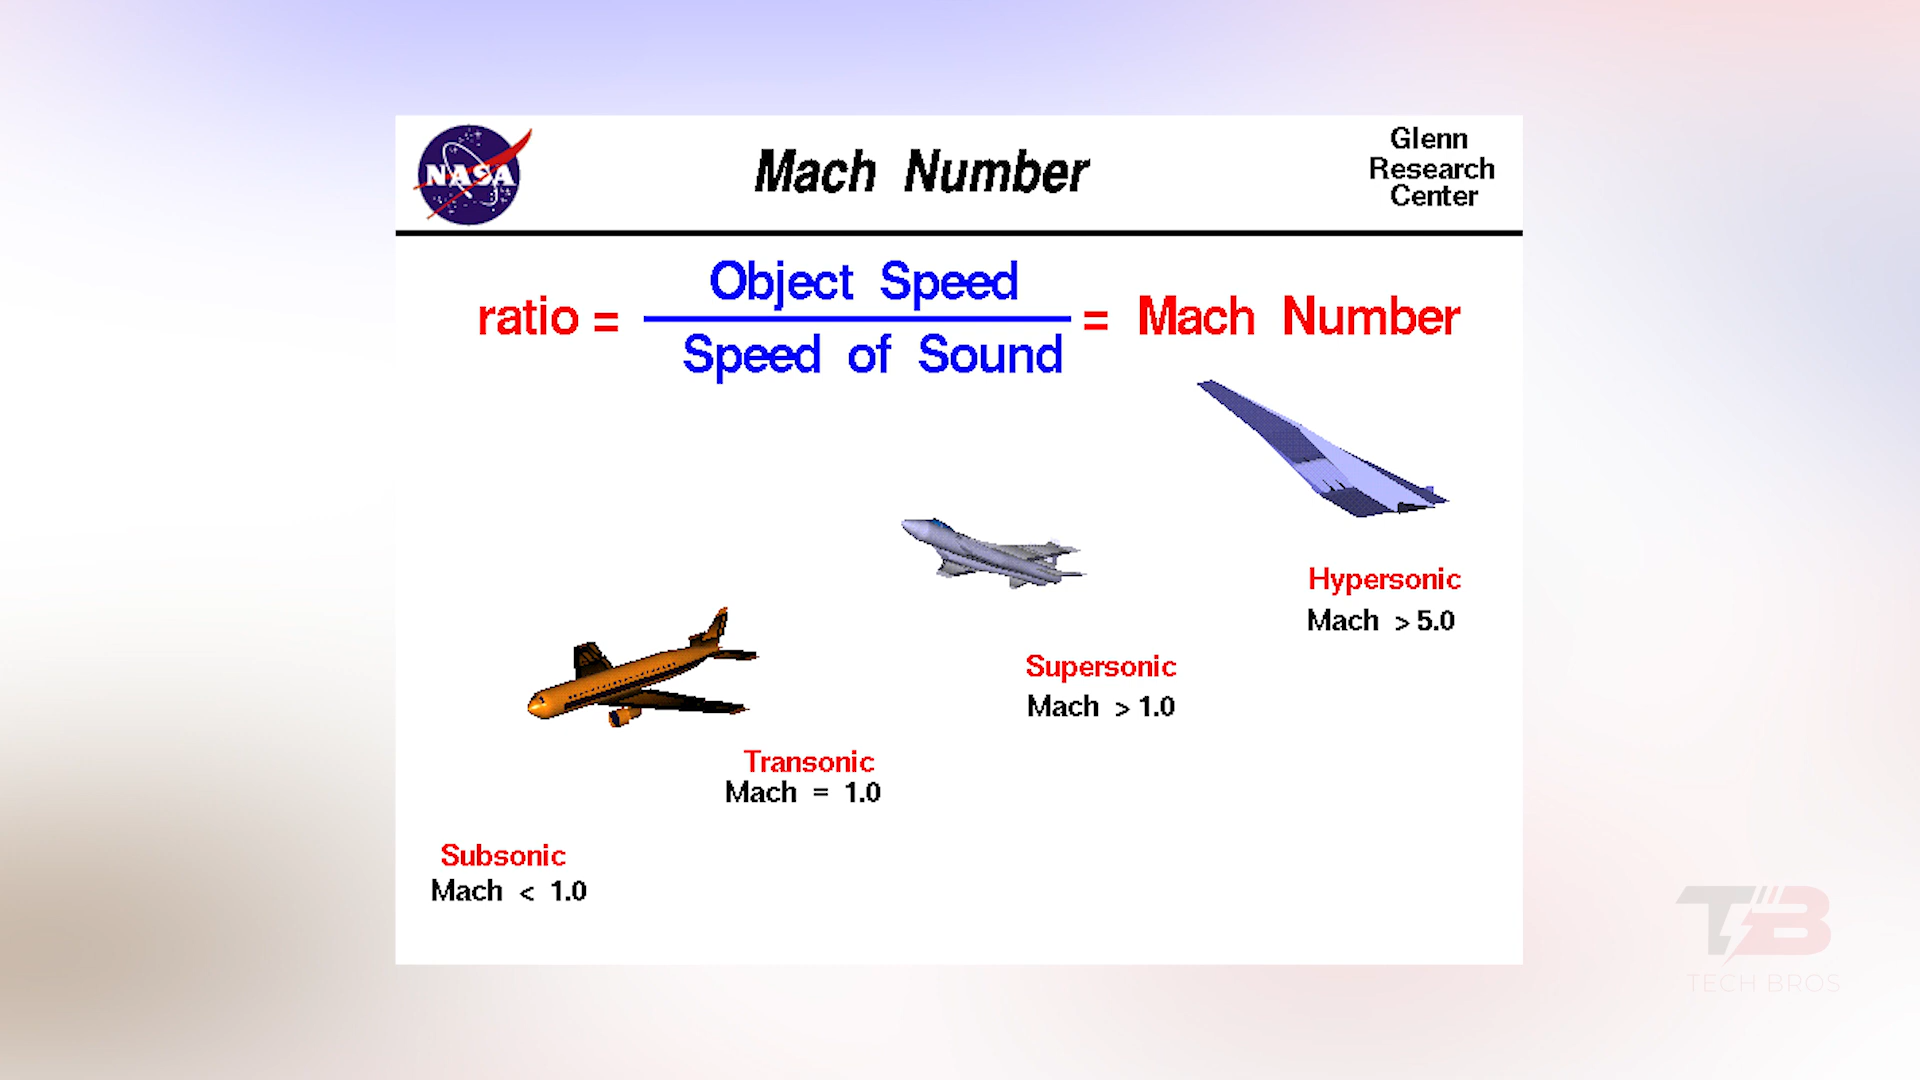 NASA
Mach Number
Glenn
Research
Center
ratio = Object Speed / Speed of Sound = Mach Number
Hypersonic
Mach > 5.0
Supersonic
Mach > 1.0
Transonic
Mach = 1.0
Subsonic
Mach < 1.0
TB
TECH BROS